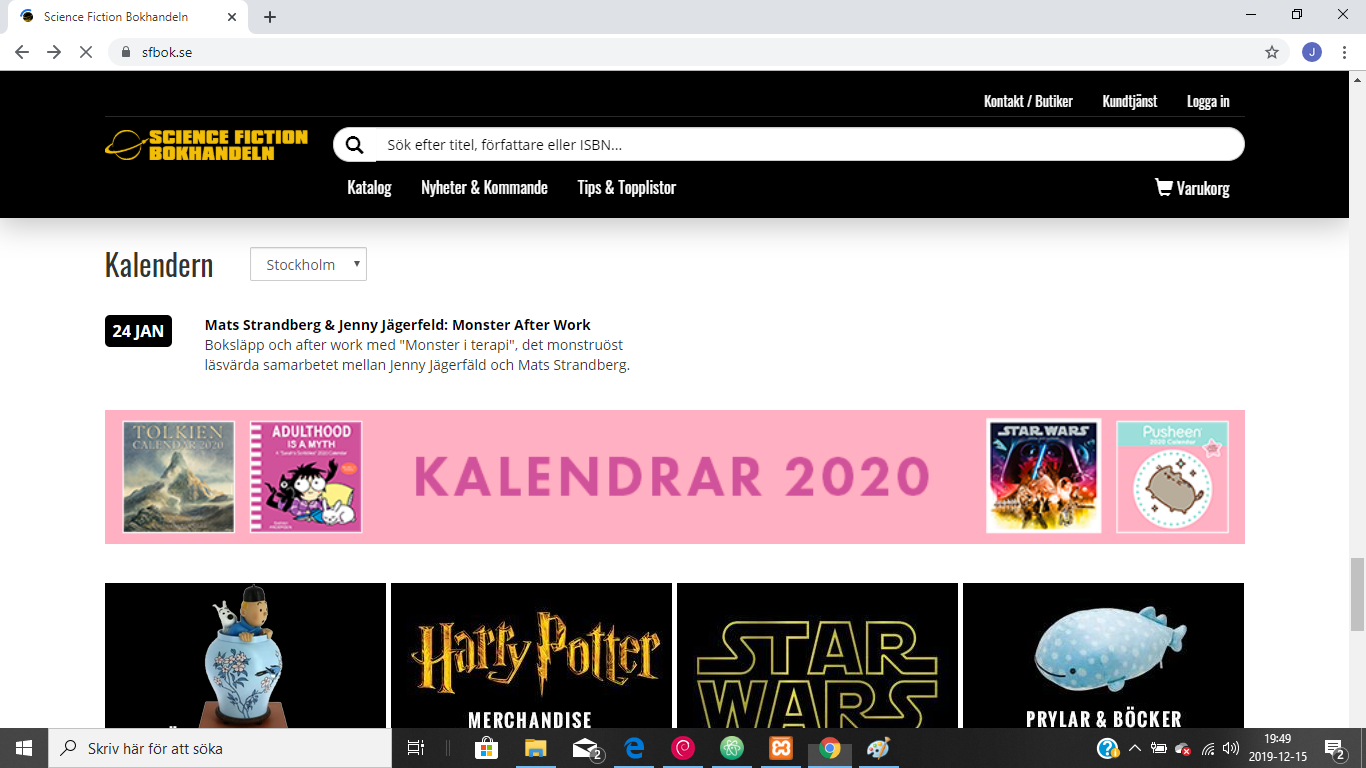 Science Fiction Bokhandeln
sfbok.se
J
Kontakt / Butiker Kundtjänst Logga in
SCIENCE FICTION
BOKHANDELN
Sök efter titel, författare eller ISBN...
Katalog Nyheter & Kommande Tips & Topplistor Varukorg
Kalendern Stockholm
24 JAN
Mats Strandberg & Jenny Jägerfeld: Monster After Work
Boksläpp och after work med "Monster i terapi", det monstruöst
läsvärda samarbetet mellan Jenny Jägerfäld och Mats Strandberg.
TOLKIEN
CALENDAR 2020
ADULTHOOD
IS A MYTH
KALENDRAR 2020
STAR WARS
Pusheen
2020 Calendar
Harry Potter
MERCHANDISE
STAR
WARS
PRYLAR & BÖCKER
Skriv här för att söka
2
19:49
2019-12-15
2